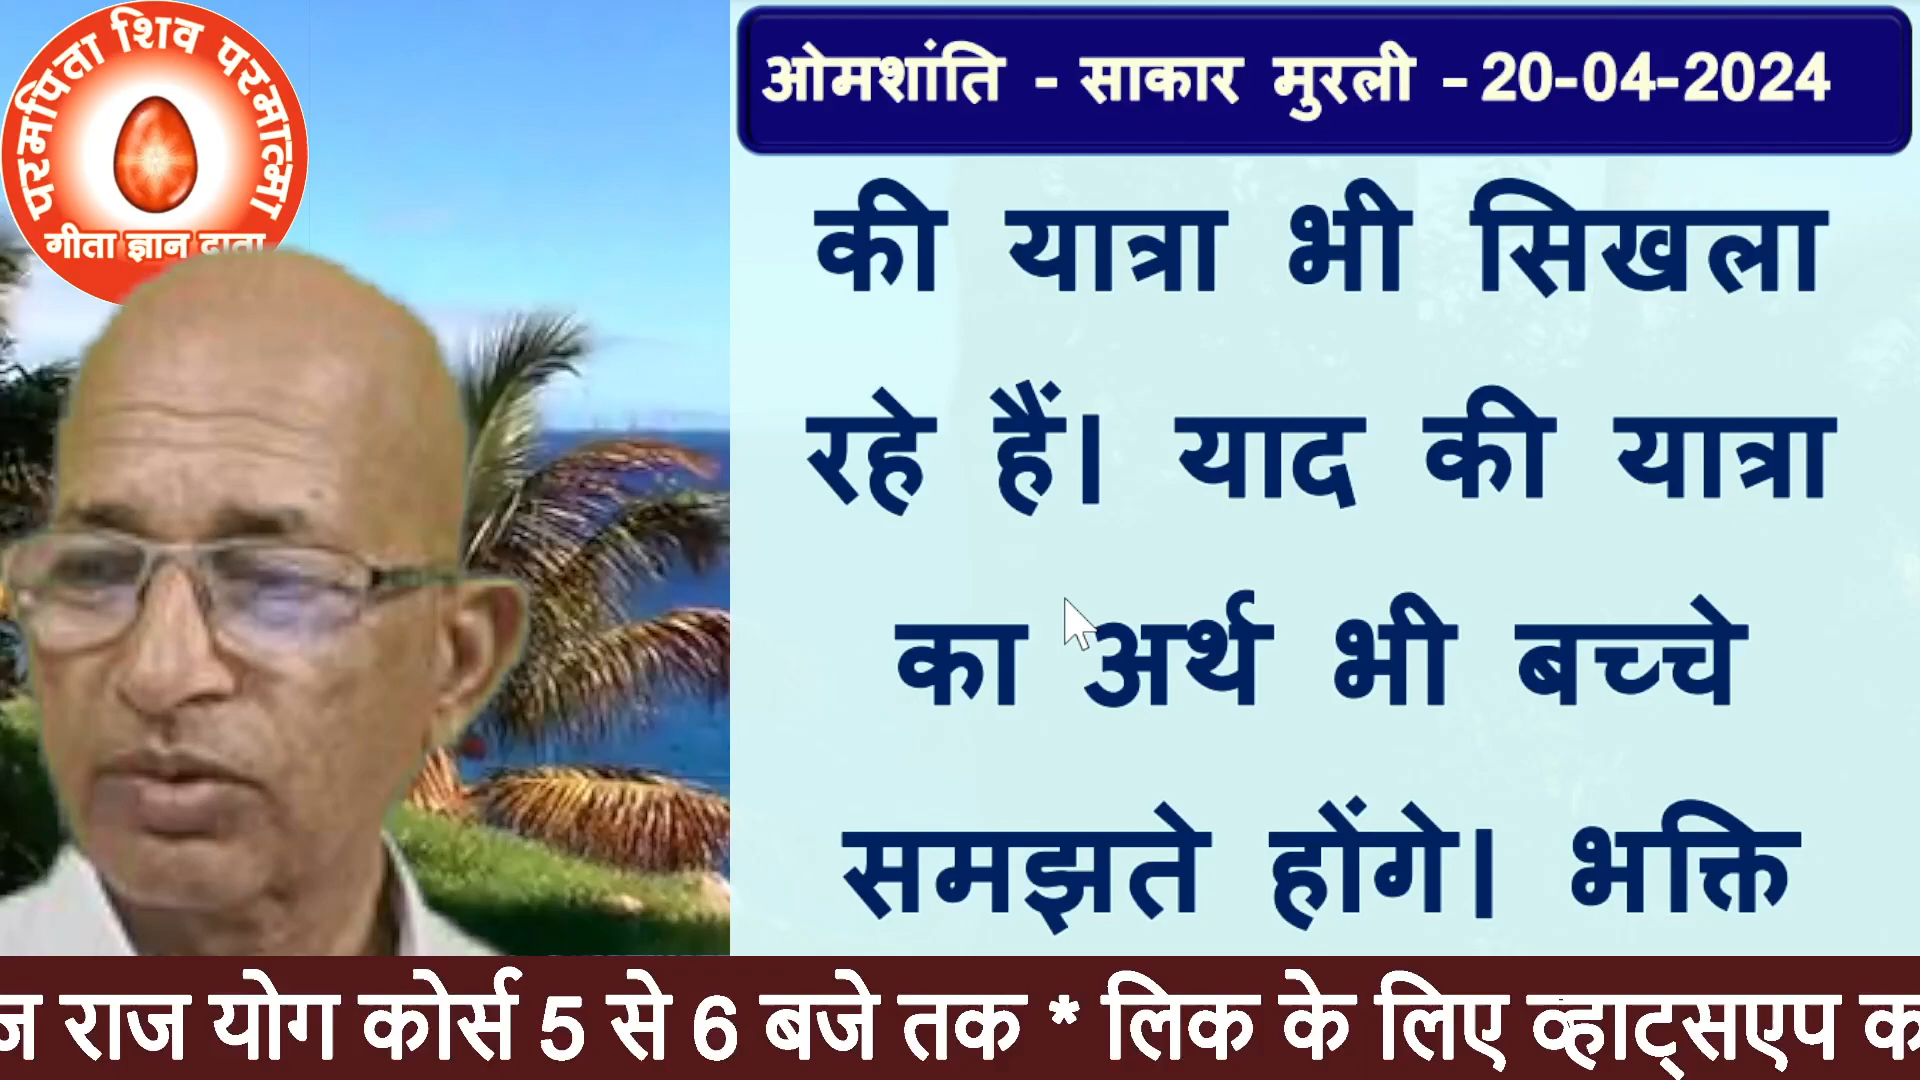 परमपिता शिव परमात्मा
गीता ज्ञान दाता
ओमशांति - साकार मुरली - 20-04-2024
की यात्रा भी सिखला
रहे हैं। याद की यात्रा
का अर्थ भी बच्चे
समझते होंगे। भक्ति
राज योग कोर्स 5 से 6 बजे तक * लिक के लिए व्हाट्सएप